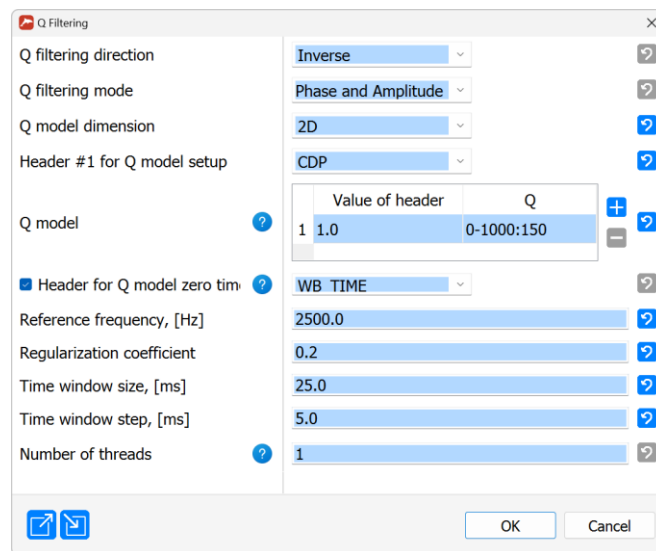 Q Filtering
Q filtering direction Inverse
Q filtering mode Phase and Amplitude
Q model dimension 2D
Header #1 for Q model setup CDP
Value of header Q
Q model ? 1 1.0 0-1000:150
Header for Q model zero time ? WB_TIME
Reference frequency, [Hz] 2500.0
Regularization coefficient 0.2
Time window size, [ms] 25.0
Time window step, [ms] 5.0
Number of threads ? 1
OK Cancel